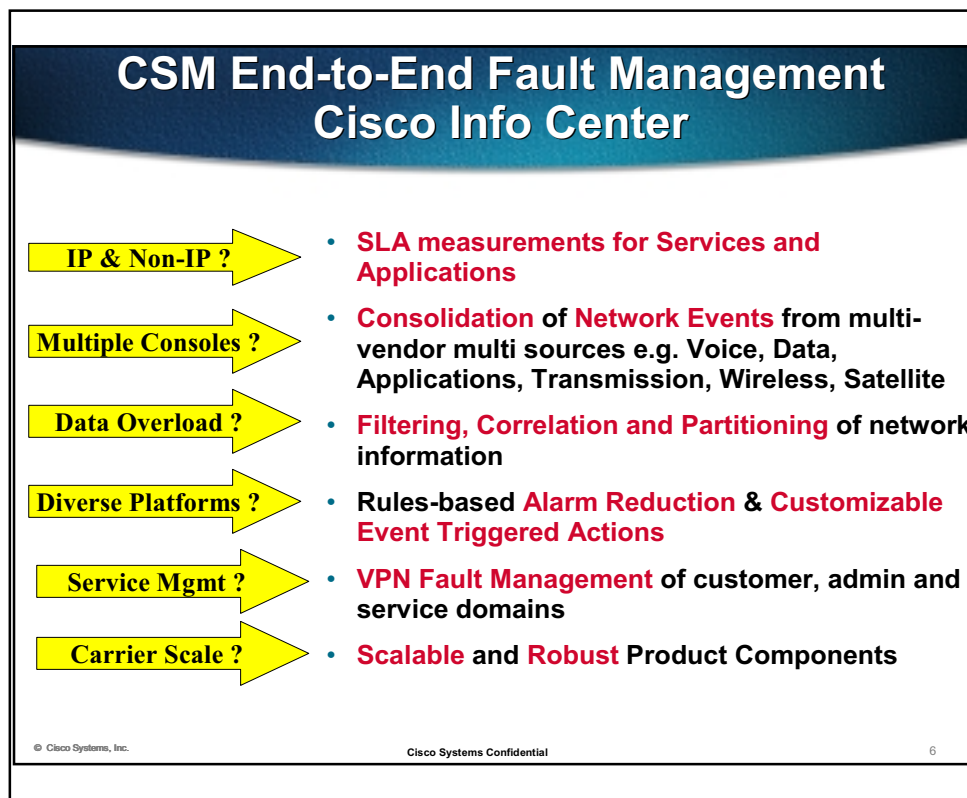 CSM End-to-End Fault Management
Cisco Info Center
IP & Non-IP ?
• SLA measurements for Services and
Applications
Multiple Consoles ?
• Consolidation of Network Events from multi-
vendor multi sources e.g. Voice, Data,
Applications, Transmission, Wireless, Satellite
Data Overload ?
• Filtering, Correlation and Partitioning of network
information
Diverse Platforms ?
• Rules-based Alarm Reduction & Customizable
Event Triggered Actions
Service Mgmt ?
• VPN Fault Management of customer, admin and
service domains
Carrier Scale ?
• Scalable and Robust Product Components
© Cisco Systems, Inc.
Cisco Systems Confidential
6